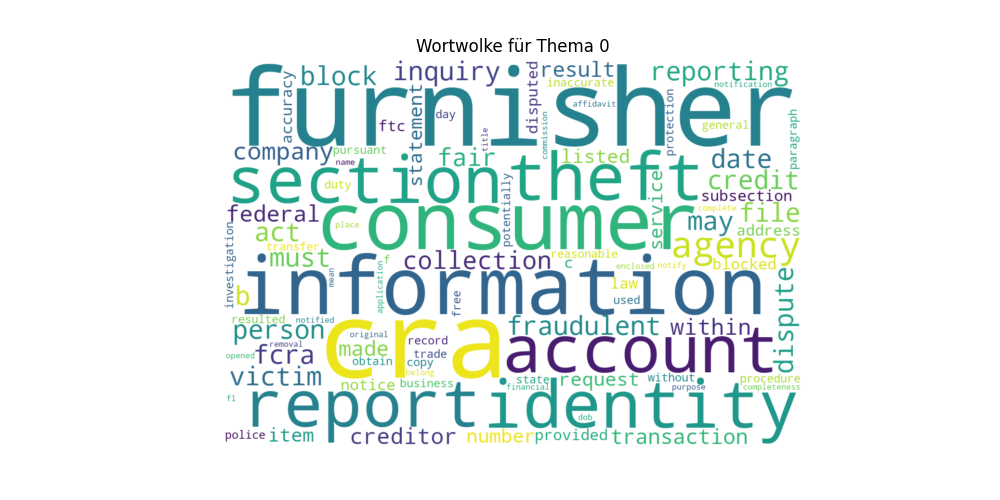 Wortwolke für Thema 0
furnisher
block
inquiry
result
reporting
inaccurate
notification
accuracy
statement
disputed
affidavit
protection
paragraph
ftc
day
title
commission
general
company
pursuant
name
fair
listed
date
section
theft
credit
duty
potentially
service
subsection
federal
consumer
may
complete
file
place
address
act
transfer
agency
investigation
must
collection
reasonable
c
f
enclosed
notify
blocked
mean
application
information
law
b
free
used
dispute
resulted
notified
cra
fraudulent
within
person
original
record
account
fcra
removal
made
trade
opened
obtain
copy
belong
victim
notice
business
state
request
without
procedure
financial
purpose
completeness
fl
report
identity
dob
police
item
creditor
number
provided
transaction